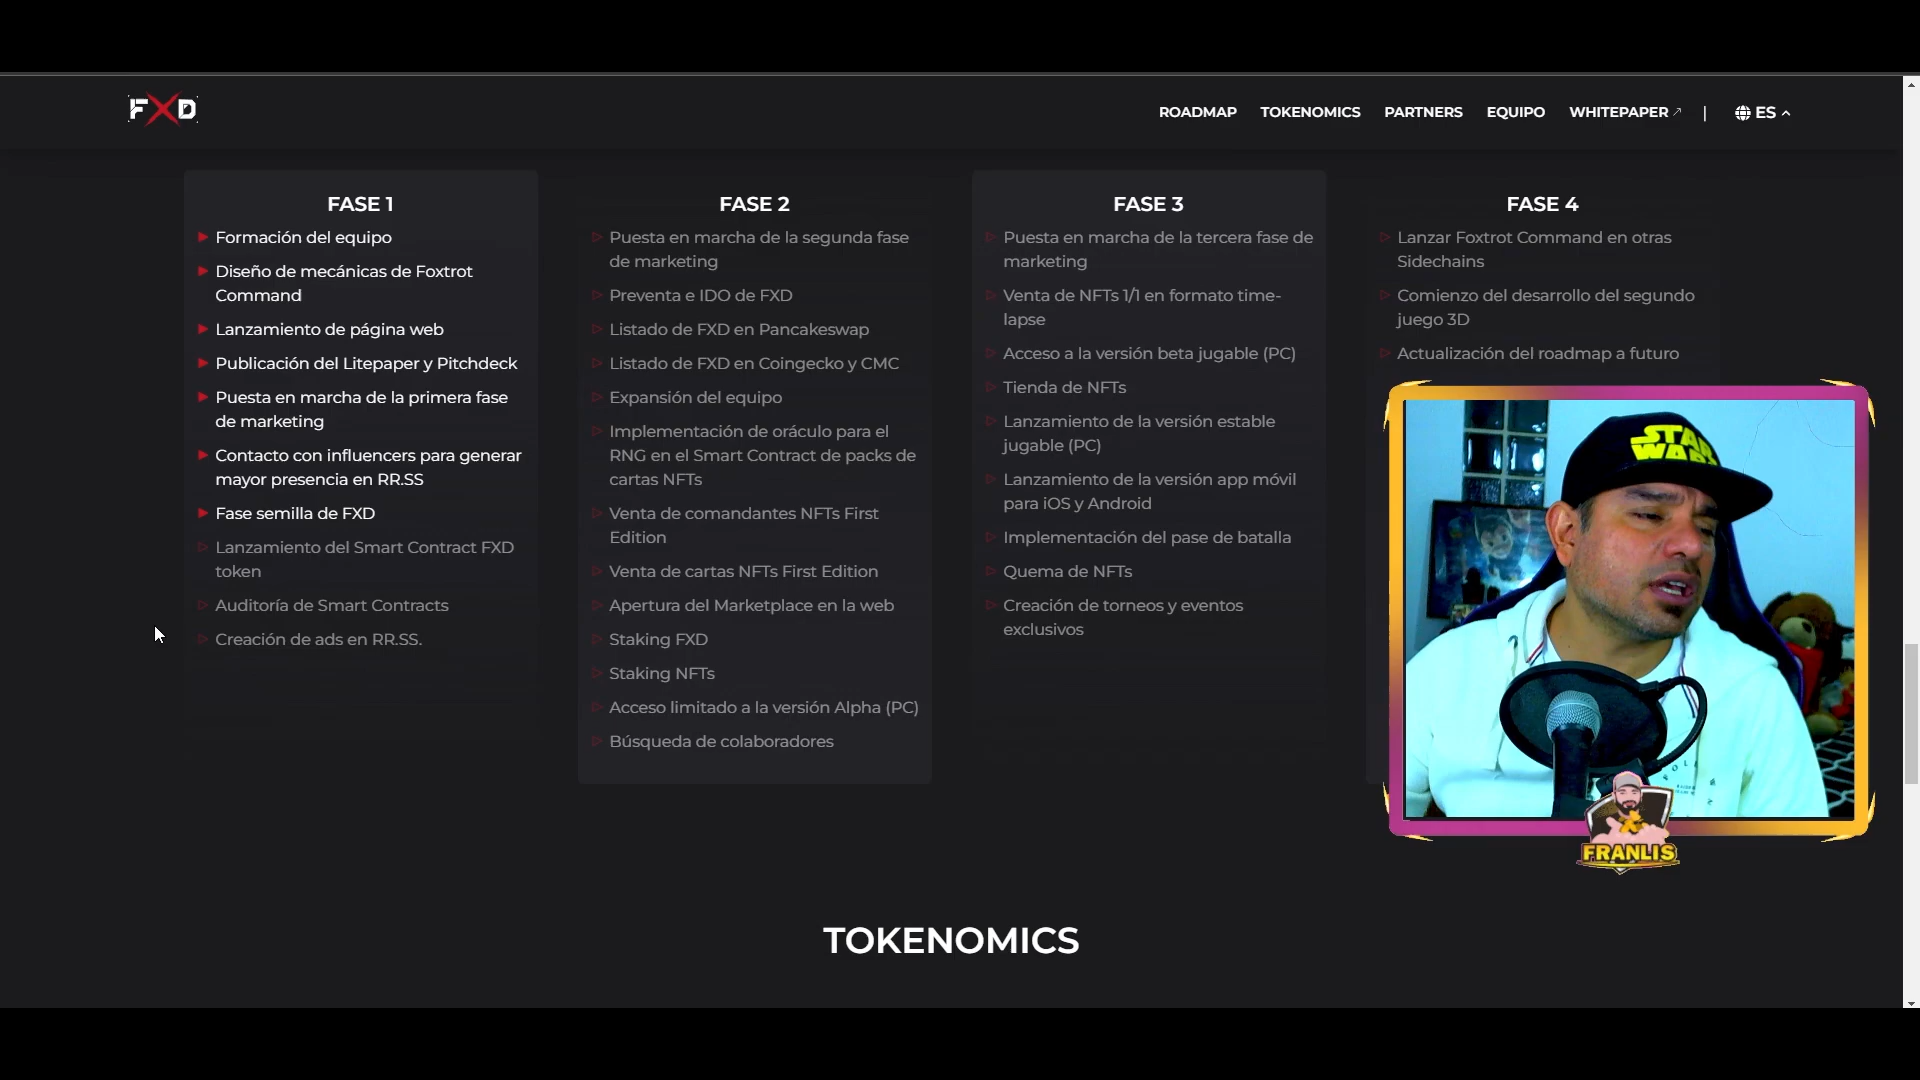 FXD
ROADMAP TOKENOMICS PARTNERS EQUIPO WHITEPAPER | ES
FASE 1
Formación del equipo
Diseño de mecánicas de Foxtrot
Command
Lanzamiento de página web
Publicación del Litepaper y Pitchdeck
Puesta en marcha de la primera fase
de marketing
Contacto con influencers para generar
mayor presencia en RR.SS
Fase semilla de FXD
Lanzamiento del Smart Contract FXD
token
Auditoría de Smart Contracts
Creación de ads en RR.SS.
FASE 2
Puesta en marcha de la segunda fase
de marketing
Preventa e IDO de FXD
Listado de FXD en Pancakeswap
Listado de FXD en Coingecko y CMC
Expansión del equipo
Implementación de oráculo para el
RNG en el Smart Contract de packs de
cartas NFTs
Venta de comandantes NFTs First
Edition
Venta de cartas NFTs First Edition
Apertura del Marketplace en la web
Staking FXD
Staking NFTs
Acceso limitado a la versión Alpha (PC)
Búsqueda de colaboradores
FASE 3
Puesta en marcha de la tercera fase de
marketing
Venta de NFTs 1/1 en formato time-
lapse
Acceso a la versión beta jugable (PC)
Tienda de NFTs
Lanzamiento de la versión estable
jugable (PC)
Lanzamiento de la versión app móvil
para iOS y Android
Implementación del pase de batalla
Quema de NFTs
Creación de torneos y eventos
exclusivos
FASE 4
Lanzar Foxtrot Command en otras
Sidechains
Comienzo del desarrollo del segundo
juego 3D
Actualización del roadmap a futuro
STAR
WARS
FRANLIS
TOKENOMICS